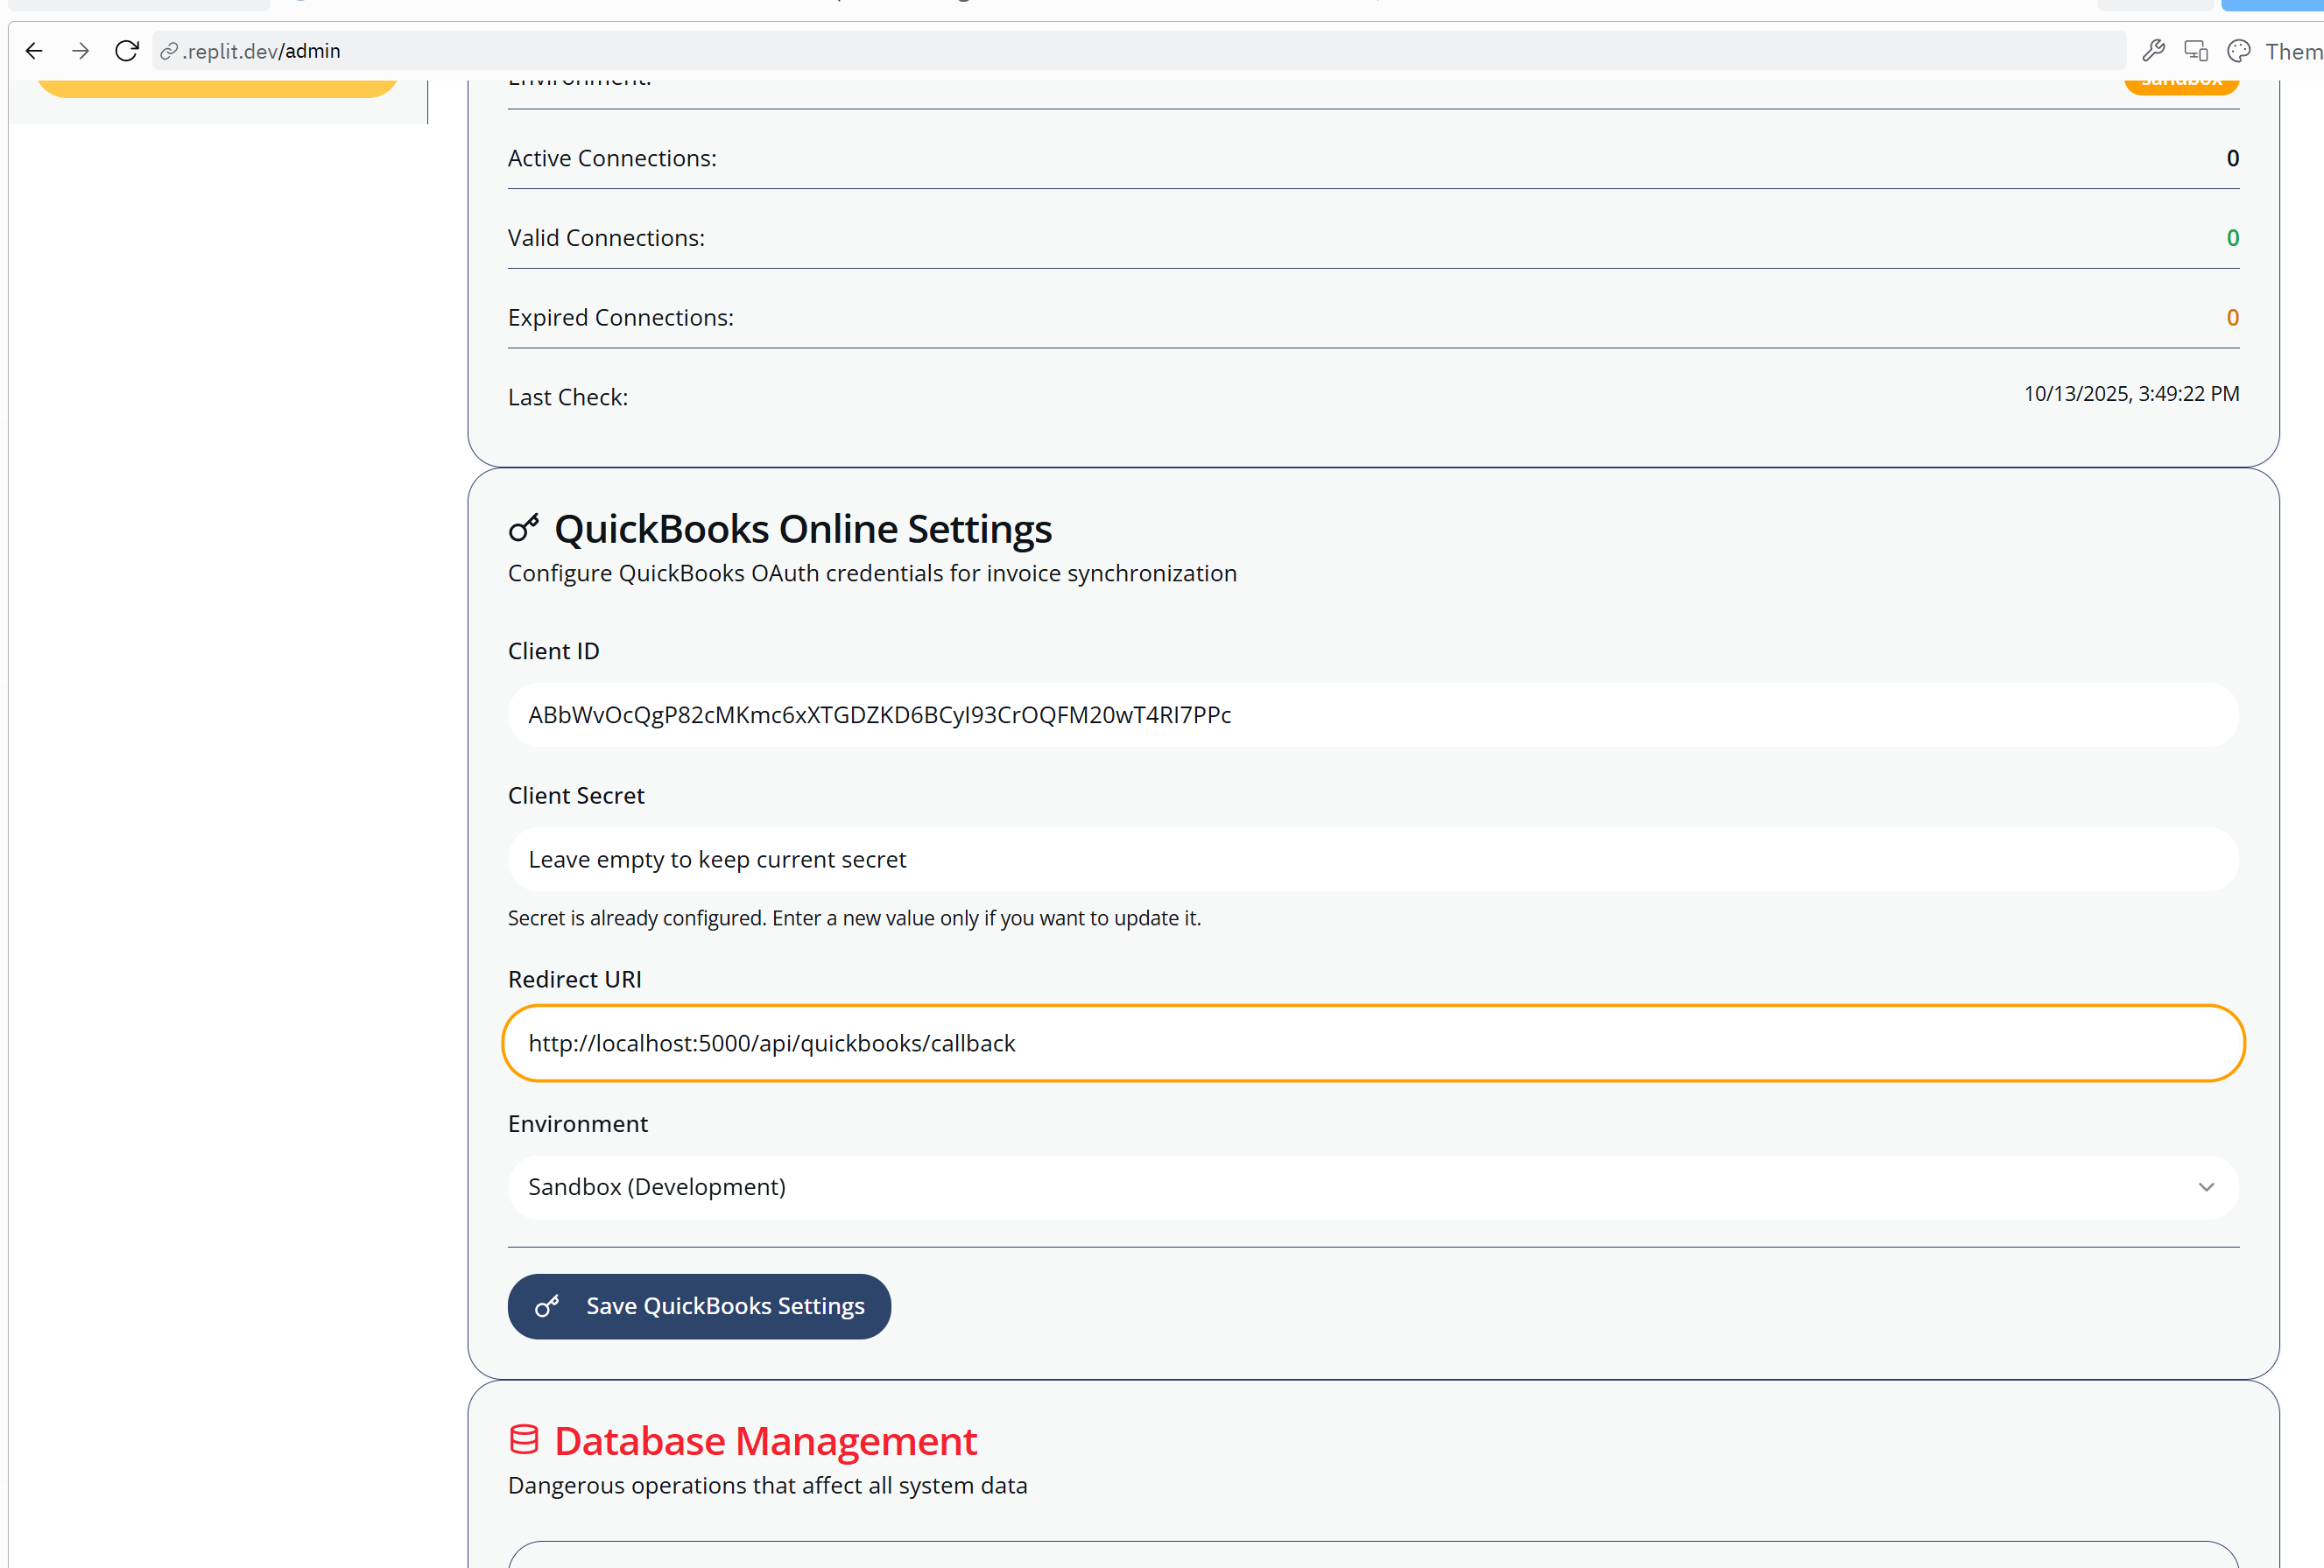 .replit.dev/admin
Them
Environment:
sandbox
Active Connections:
0
Valid Connections:
0
Expired Connections:
0
Last Check:
10/13/2025, 3:49:22 PM
QuickBooks Online Settings
Configure QuickBooks OAuth credentials for invoice synchronization
Client ID
ABbWvOcQgP82cMKmc6xXTGDZKD6BCyI93CrOQFM20wT4RI7PPc
Client Secret
Leave empty to keep current secret
Secret is already configured. Enter a new value only if you want to update it.
Redirect URI
http://localhost:5000/api/quickbooks/callback
Environment
Sandbox (Development)
Save QuickBooks Settings
Database Management
Dangerous operations that affect all system data